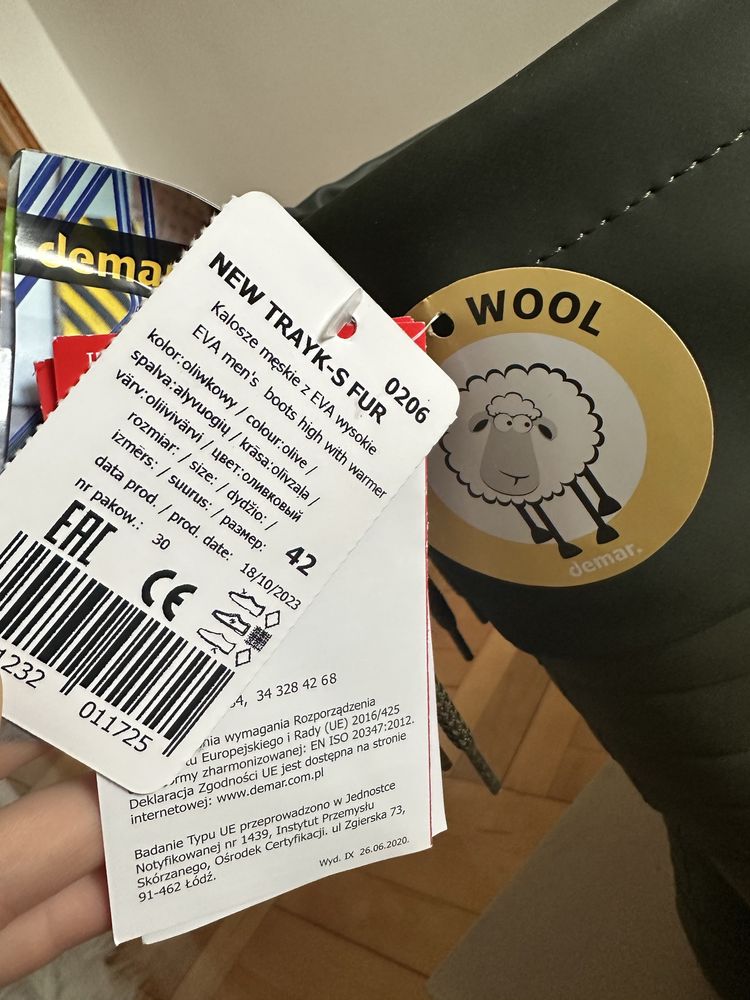 demar
NEW TRAYK-S FUR
0206
Kalosze męskie z EVA wysokie
EVA men's boots high with warmer
kolor:oliwkowy / colour:olive /
spalva:alyvuogių / krāsa:olivzaļa /
värv:oliivivärvi / цвет:оливковый
rozmiar: / size: / dydžio: /
izmērs: / suurus: / размер: 42
data prod. / prod. date: 18/10/2023
nr pakow.: 30
EAC
CE
1232
011725
WOOL
demar.
34 328 42 68
wymagania Rozporządzenia
Europejskiego i Rady (UE) 2016/425
zharmonizowanej: EN ISO 20347:2012.
Deklaracja Zgodności UE jest dostępna na stronie
internetowej: www.demar.com.pl
Badanie Typu UE przeprowadzono w Jednostce
Notyfikowanej nr 1439, Instytut Przemysłu
Skórzanego, Ośrodek Certyfikacji. ul Zgierska 73,
91-462 Łódź.
Wyd. IX 26.06.2020.